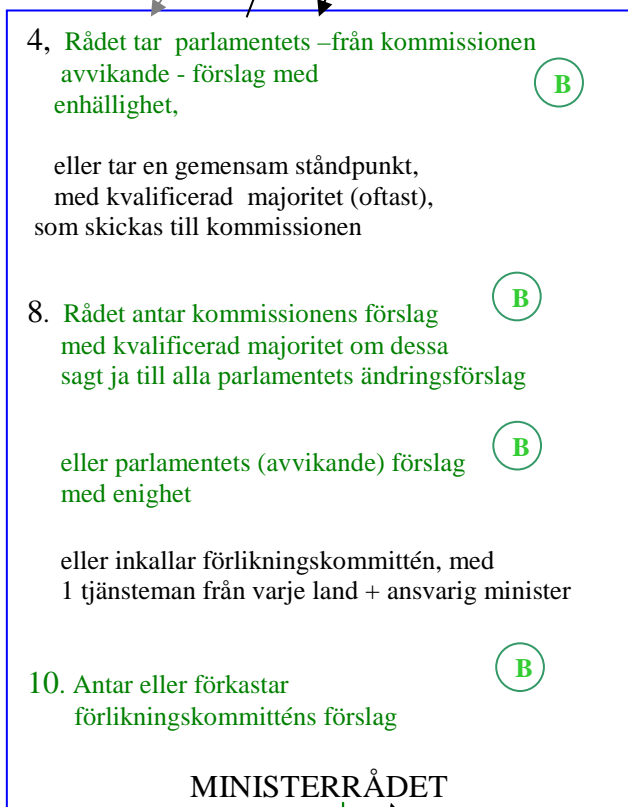 4, Rådet tar parlamentets –från kommissionen
avvikande - förslag med
B
enhällighet,
eller tar en gemensam ståndpunkt,
med kvalificerad majoritet (oftast),
som skickas till kommissionen
B
8. Rådet antar kommissionens förslag
med kvalificerad majoritet om dessa
sagt ja till alla parlamentets ändringsförslag
B
eller parlamentets (avvikande) förslag
med enighet
eller inkallar förlikningskommittén, med
1 tjänsteman från varje land + ansvarig minister
B
10. Antar eller förkastar
förlikningskommitténs förslag
MINISTERRÅDET